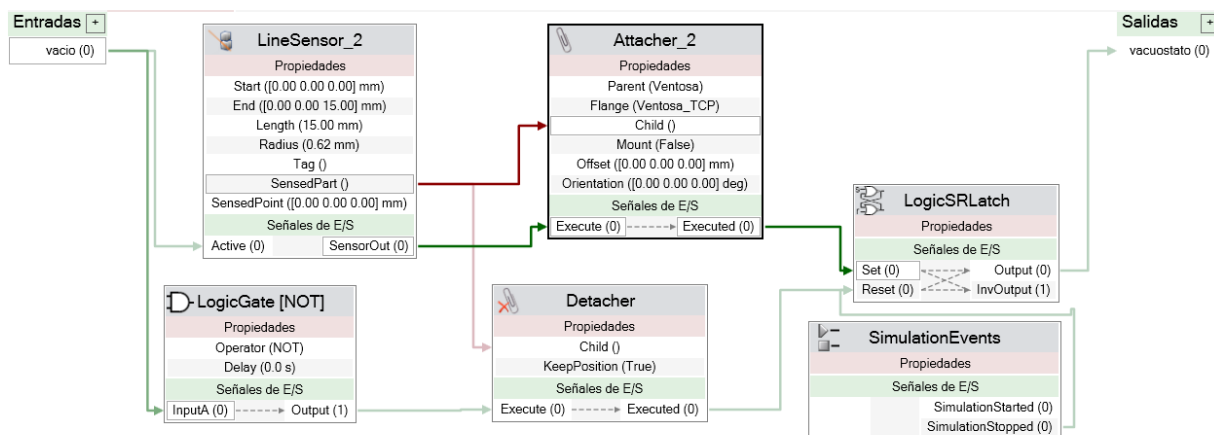 Entradas +
vacio (0)
LineSensor_2
Propiedades
Start ([0.00 0.00 0.00] mm)
End ([0.00 0.00 15.00] mm)
Length (15.00 mm)
Radius (0.62 mm)
Tag ()
SensedPart ()
SensedPoint ([0.00 0.00 0.00] mm)
Señales de E/S
Active (0) SensorOut (0)
Attacher_2
Propiedades
Parent (Ventosa)
Flange (Ventosa_TCP)
Child ()
Mount (False)
Offset ([0.00 0.00 0.00] mm)
Orientation ([0.00 0.00 0.00] deg)
Señales de E/S
Execute (0) Executed (0)
Salidas +
vacuostato (0)
LogicSRLatch
Propiedades
Señales de E/S
Set (0) Output (0)
Reset (0) InvOutput (1)
LogicGate [NOT]
Propiedades
Operator (NOT)
Delay (0.0 s)
Señales de E/S
InputA (0) Output (1)
Detacher
Propiedades
Child ()
KeepPosition (True)
Señales de E/S
Execute (0) Executed (0)
SimulationEvents
Propiedades
Señales de E/S
SimulationStarted (0)
SimulationStopped (0)